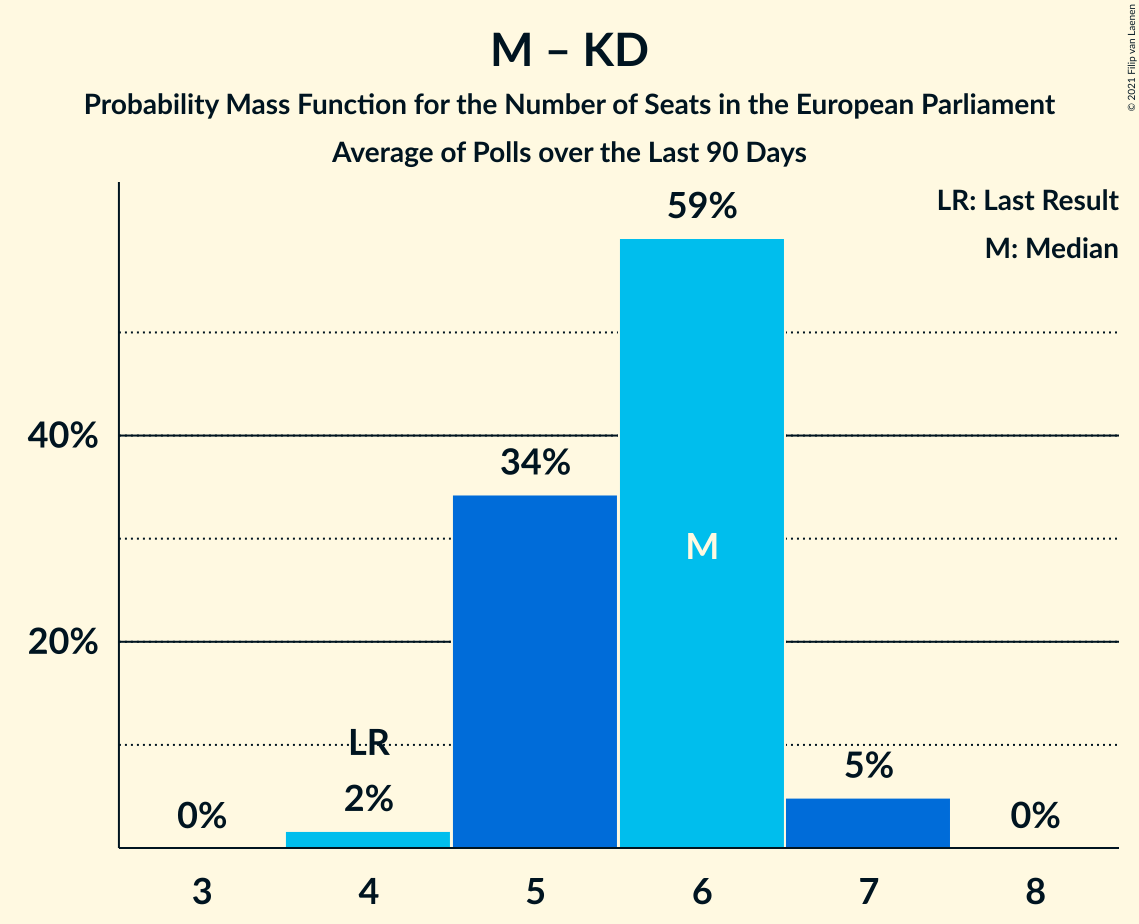 M – KD
Probability Mass Function for the Number of Seats in the European Parliament
Average of Polls over the Last 90 Days
© 2021 Filip van Laenen
LR: Last Result
M: Median
59%
40%
34%
M
20%
LR
5%
2%
0%
0%
3 4 5 6 7 8